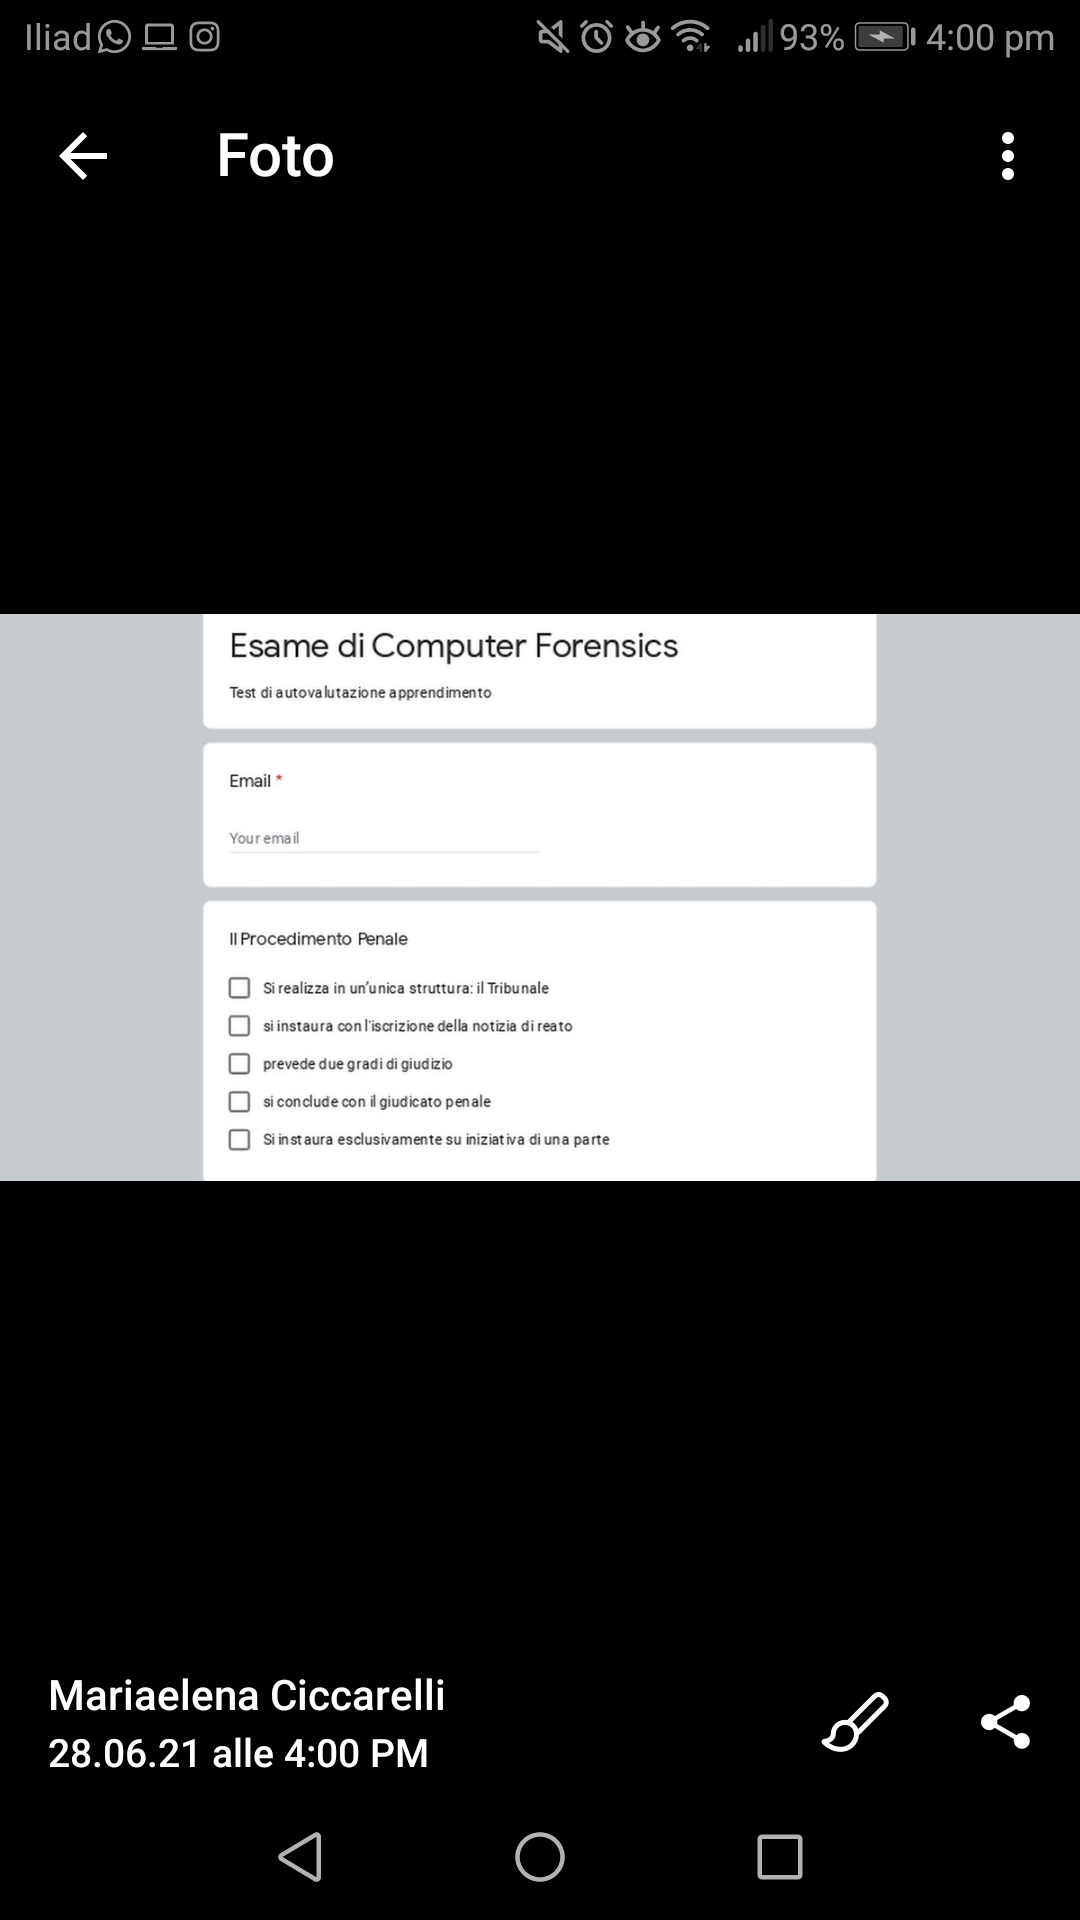 Iliad 93% 4:00 pm
Foto
Esame di Computer Forensics
Test di autovalutazione apprendimento
Email *
Your email
Il Procedimento Penale
Si realizza in un'unica struttura: il Tribunale
si instaura con l'iscrizione della notizia di reato
prevede due gradi di giudizio
si conclude con il giudicato penale
Si instaura esclusivamente su iniziativa di una parte
Mariaelena Ciccarelli
28.06.21 alle 4:00 PM